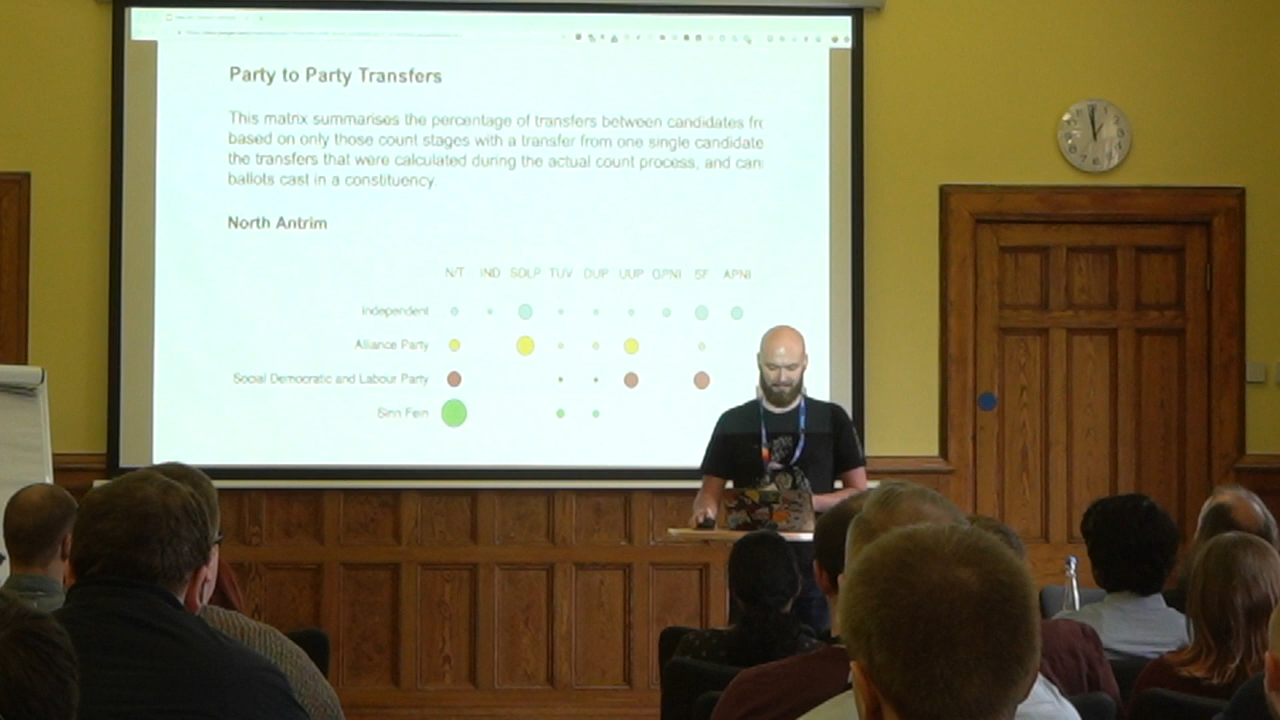 Party to Party Transfers
This matrix summarises the percentage of transfers between candidates fr
based on only those count stages with a transfer from one single candidate
the transfers that were calculated during the actual count process, and can
ballots cast in a constituency.
North Antrim
N/T IND SDLP TUV DUP UUP GPNI SF APNI
Independent
Alliance Party
Social Democratic and Labour Party
Sinn Fein